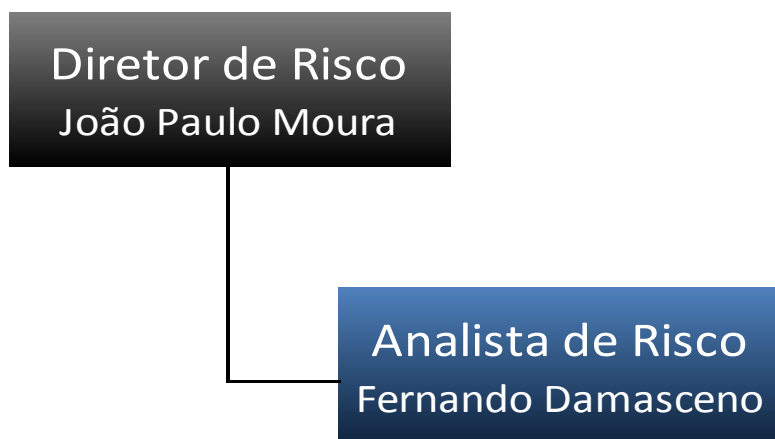 Diretor de Risco
João Paulo Moura
Analista de Risco
Fernando Damasceno